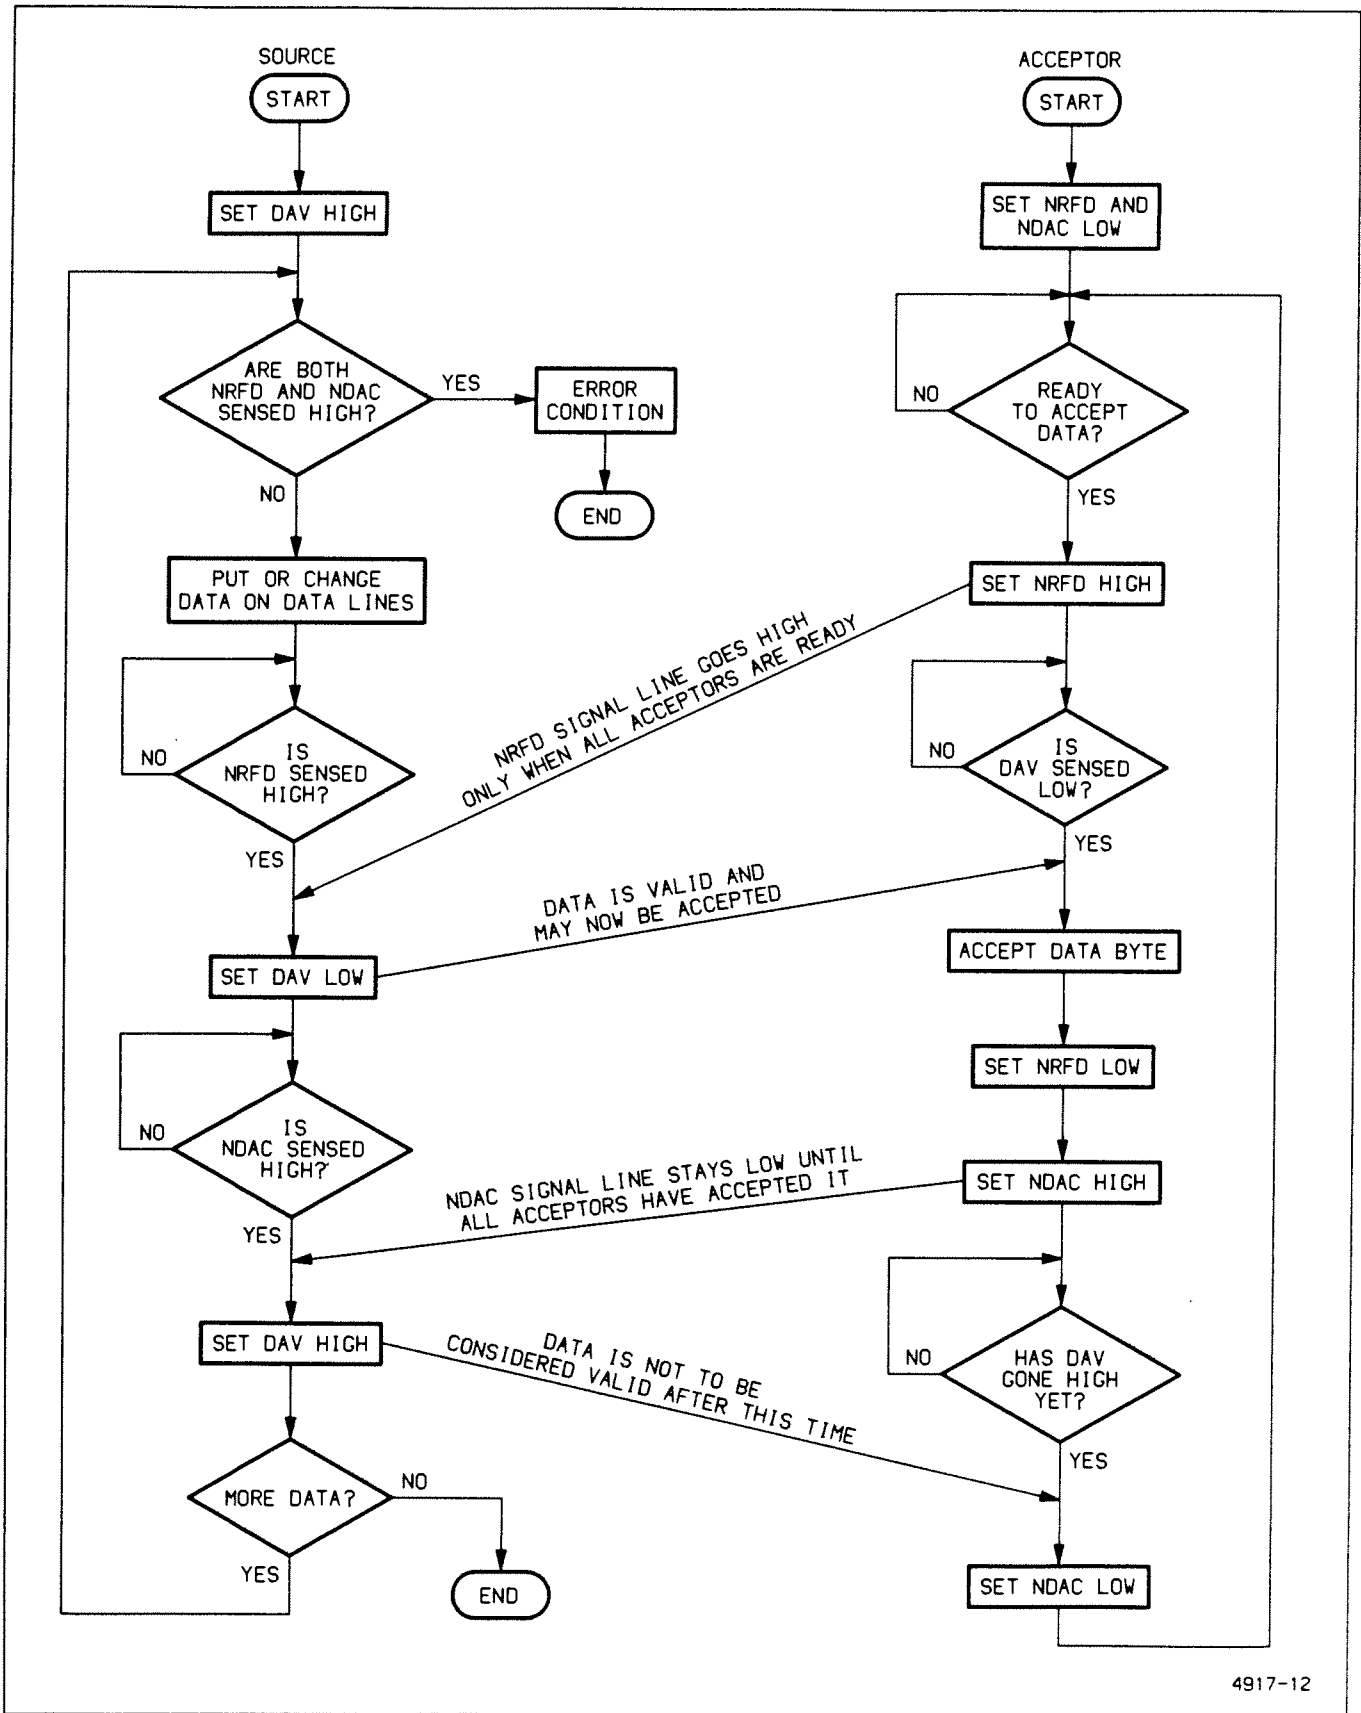 SOURCE
START
SET DAV HIGH
ARE BOTH
NRFD AND NDAC
SENSED HIGH?
YES
ERROR
CONDITION
END
NO
PUT OR CHANGE
DATA ON DATA LINES
IS
NRFD SENSED
HIGH?
NO
YES
SET DAV LOW
IS
NDAC SENSED
HIGH?
NO
YES
SET DAV HIGH
MORE DATA?
NO
END
YES
NRFD SIGNAL LINE GOES HIGH
ONLY WHEN ALL ACCEPTORS ARE READY
DATA IS VALID AND
MAY NOW BE ACCEPTED
NDAC SIGNAL LINE STAYS LOW UNTIL
ALL ACCEPTORS HAVE ACCEPTED IT
DATA IS NOT TO BE
CONSIDERED VALID AFTER THIS TIME
ACCEPTOR
START
SET NRFD AND
NDAC LOW
READY
TO ACCEPT
DATA?
NO
YES
SET NRFD HIGH
IS
DAV SENSED
LOW?
NO
YES
ACCEPT DATA BYTE
SET NRFD LOW
SET NDAC HIGH
HAS DAV
GONE HIGH
YET?
NO
YES
SET NDAC LOW
4917-12